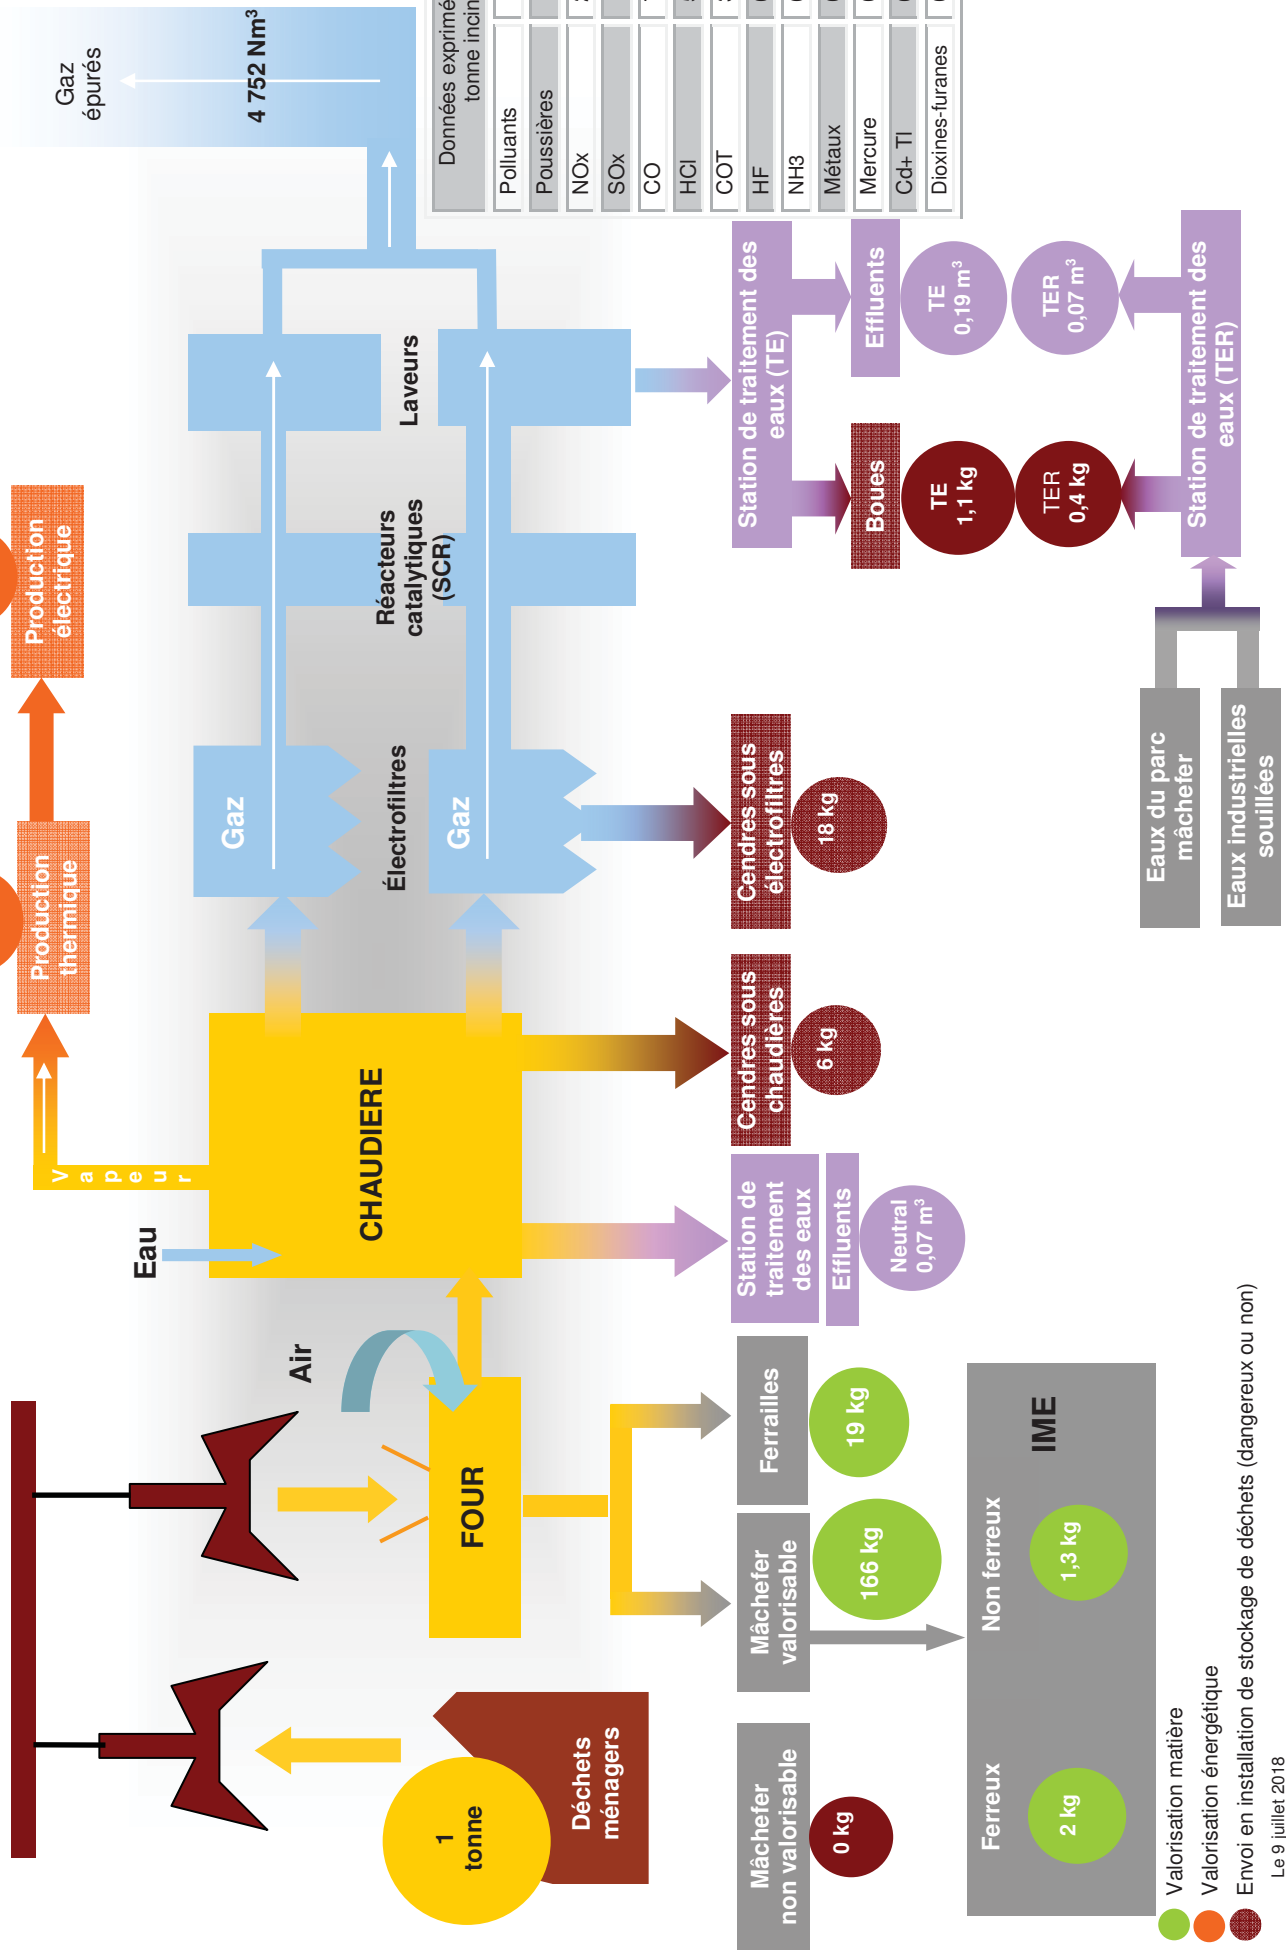 Gaz
épurés
4 752 Nm³
Production
électrique
Production
thermique
Vapeur
Eau
Air
CHAUDIERE
FOUR
1
tonne
Déchets
ménagers
Gaz
Électrofiltres
Gaz
Réacteurs
catalytiques
(SCR)
Laveurs
Données exprimé
tonne incin
Polluants
Poussières
NOx
SOx
CO
HCl
COT
HF
NH3
Métaux
Mercure
Cd+ Tl
Dioxines-furanes
Mâchefer
non valorisable
0 kg
Mâchefer
valorisable
166 kg
Ferrailles
19 kg
Station de
traitement
des eaux
Effluents
Neutral
0,07 m³
Cendres sous
chaudières
6 kg
Cendres sous
électrofiltres
18 kg
Station de traitement des
eaux (TE)
Boues
TE
1,1 kg
TER
0,4 kg
Effluents
TE
0,19 m³
TER
0,07 m³
Station de traitement des
eaux (TER)
Eaux du parc
mâchefer
Eaux industrielles
souillées
IME
Ferreux
2 kg
Non ferreux
1,3 kg
Valorisation matière
Valorisation énergétique
Envoi en installation de stockage de déchets (dangereux ou non)
Le 9 juillet 2018